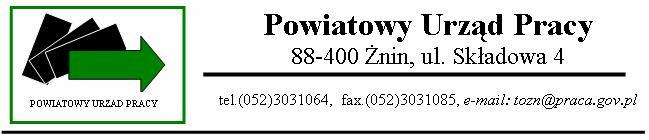 POWIATOWY URZĄD PRACY
Powiatowy Urząd Pracy
88-400 Żnin, ul. Składowa 4
tel.(052)3031064, fax.(052)3031085, e-mail: tozn@praca.gov.pl